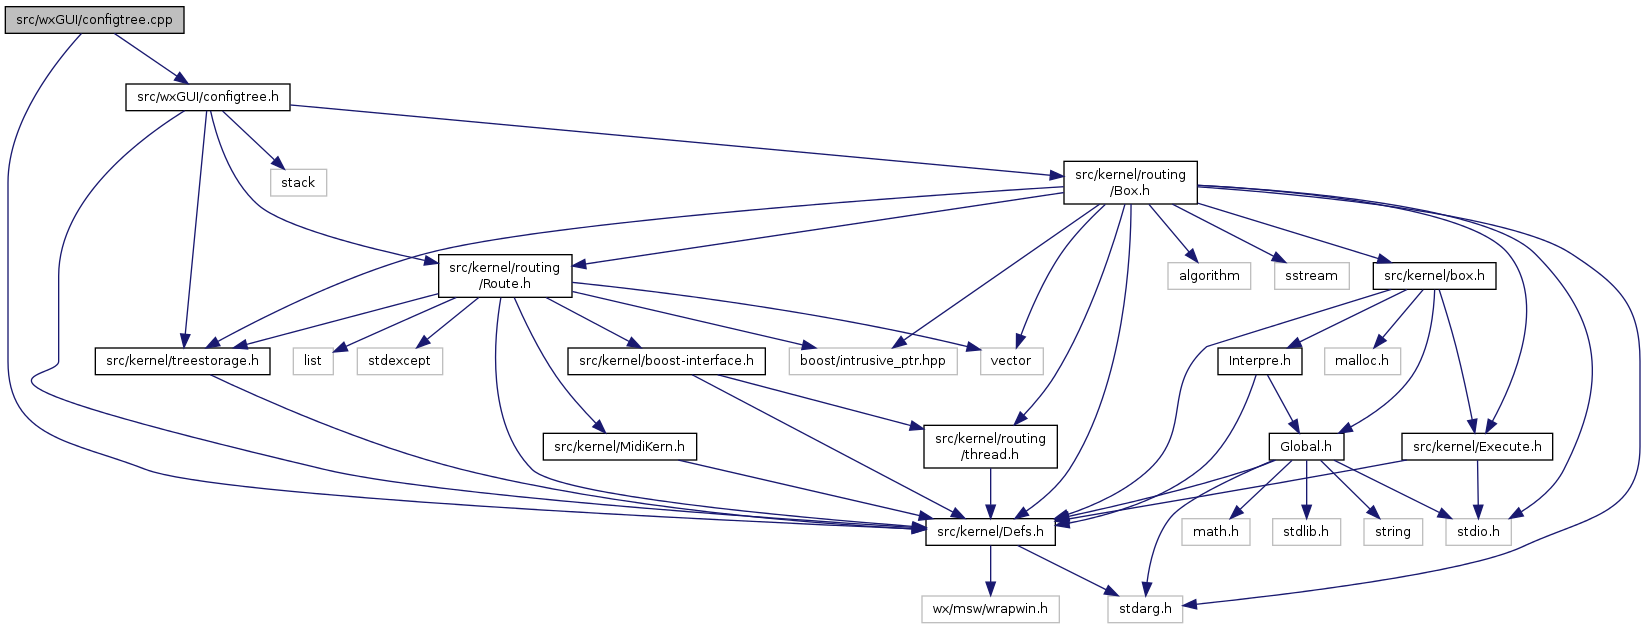 src/wxGUI/configtree.cpp
src/wxGUI/configtree.h
stack
src/kernel/routing
/Box.h
src/kernel/routing
/Route.h
algorithm
sstream
src/kernel/box.h
src/kernel/treestorage.h
list
stdexcept
src/kernel/boost-interface.h
boost/intrusive_ptr.hpp
vector
Interpre.h
malloc.h
src/kernel/MidiKern.h
src/kernel/routing
/thread.h
Global.h
src/kernel/Execute.h
src/kernel/Defs.h
math.h
stdlib.h
string
stdio.h
wx/msw/wrapwin.h
stdarg.h